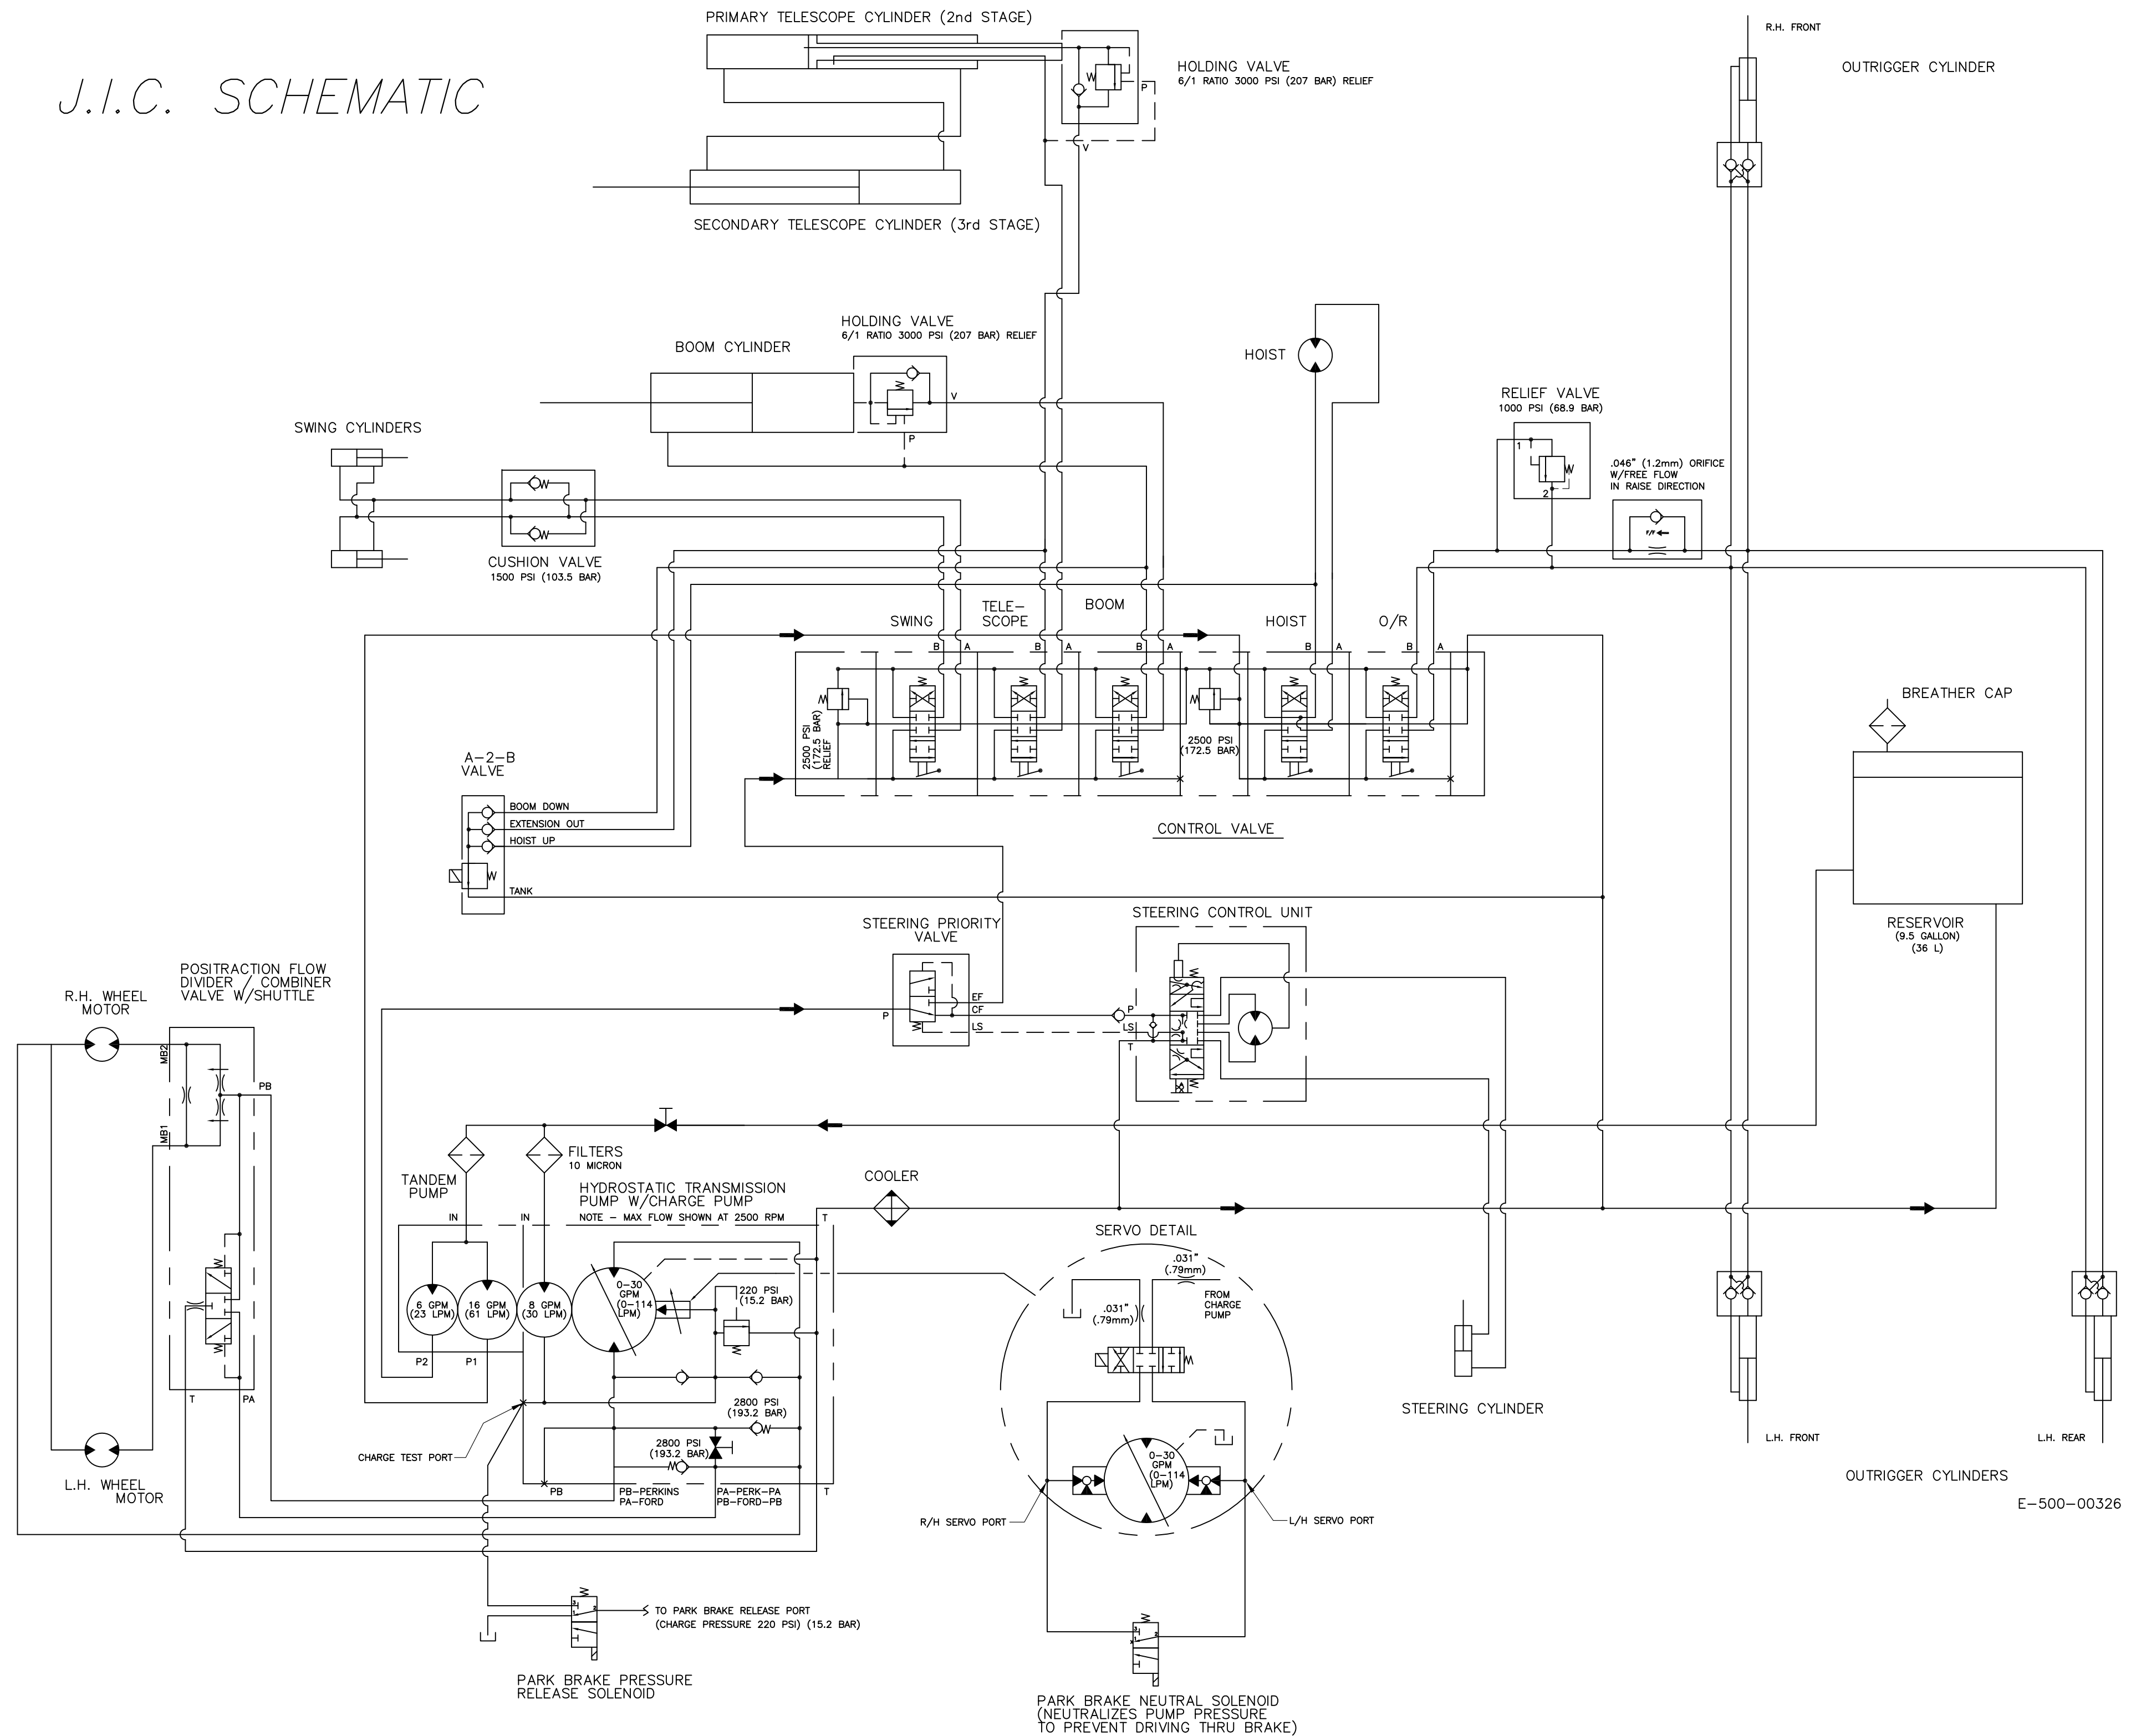 J.I.C. SCHEMATIC
PRIMARY TELESCOPE CYLINDER (2nd STAGE)
HOLDING VALVE
6/1 RATIO 3000 PSI (207 BAR) RELIEF
P
V
SECONDARY TELESCOPE CYLINDER (3rd STAGE)
R.H. FRONT
OUTRIGGER CYLINDER
HOLDING VALVE
6/1 RATIO 3000 PSI (207 BAR) RELIEF
BOOM CYLINDER
V
P
HOIST
RELIEF VALVE
1000 PSI (68.9 BAR)
1
2
.046" (1.2mm) ORIFICE
W/FREE FLOW
IN RAISE DIRECTION
F/F
SWING CYLINDERS
CUSHION VALVE
1500 PSI (103.5 BAR)
SWING
TELE-
SCOPE
BOOM
HOIST
O/R
B A
B A
B A
B A
B A
2500 PSI
(172.5 BAR)
RELIEF
2500 PSI
(172.5 BAR)
CONTROL VALVE
A-2-B
VALVE
BOOM DOWN
EXTENSION OUT
HOIST UP
TANK
BREATHER CAP
RESERVOIR
(9.5 GALLON)
(36 L)
STEERING PRIORITY
VALVE
P
EF
CF
LS
STEERING CONTROL UNIT
P
LS
T
POSITRACTION FLOW
DIVIDER / COMBINER
VALVE W/SHUTTLE
R.H. WHEEL
MOTOR
MB2
PB
MB1
T
PA
L.H. WHEEL
MOTOR
TANDEM
PUMP
FILTERS
10 MICRON
HYDROSTATIC TRANSMISSION
PUMP W/CHARGE PUMP
NOTE - MAX FLOW SHOWN AT 2500 RPM
IN
IN
T
COOLER
6 GPM
(23 LPM)
16 GPM
(61 LPM)
8 GPM
(30 LPM)
0-30
GPM
(0-114
LPM)
220 PSI
(15.2 BAR)
P2
P1
2800 PSI
(193.2 BAR)
2800 PSI
(193.2 BAR)
CHARGE TEST PORT
PB
PB-PERKINS
PA-FORD
PA-PERK-PA
PB-FORD-PB
T
SERVO DETAIL
.031"
(.79mm)
FROM
CHARGE
PUMP
.031"
(.79mm)
0-30
GPM
(0-114
LPM)
R/H SERVO PORT
L/H SERVO PORT
STEERING CYLINDER
L.H. FRONT
L.H. REAR
OUTRIGGER CYLINDERS
E-500-00326
3
2
1
TO PARK BRAKE RELEASE PORT
(CHARGE PRESSURE 220 PSI) (15.2 BAR)
PARK BRAKE PRESSURE
RELEASE SOLENOID
3
2
1
PARK BRAKE NEUTRAL SOLENOID
(NEUTRALIZES PUMP PRESSURE
TO PREVENT DRIVING THRU BRAKE)